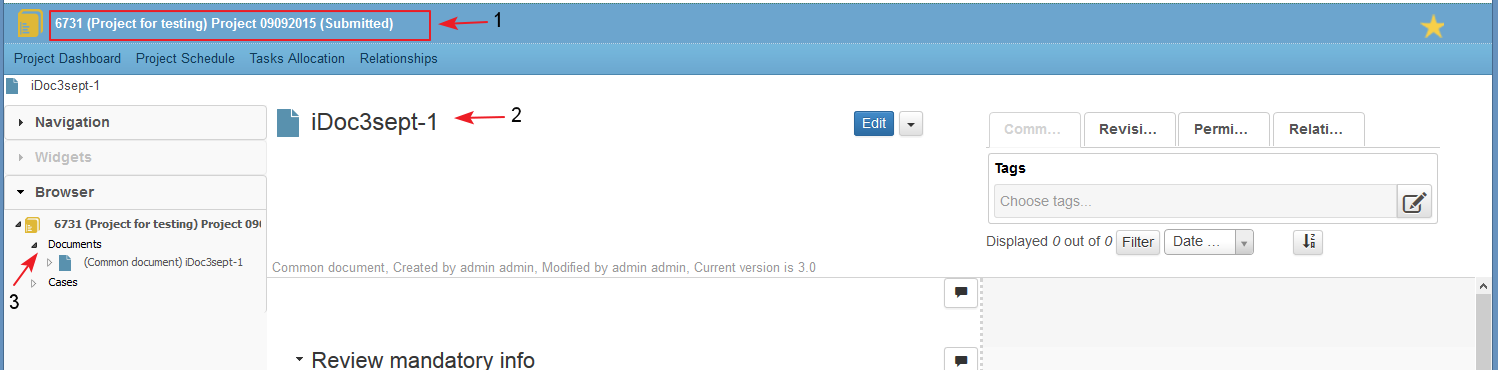 6731 (Project for testing) Project 09092015 (Submitted)
1
Project Dashboard Project Schedule Tasks Allocation Relationships
iDoc3sept-1
Navigation
Widgets
Browser
6731 (Project for testing) Project 090
Documents
(Common document) iDoc3sept-1
Cases
3
iDoc3sept-1
2
Edit
Common document, Created by admin admin, Modified by admin admin, Current version is 3.0
Review mandatory info
Comm... Revisi... Permi... Relati...
Tags
Choose tags...
Displayed 0 out of 0 Filter Date ...